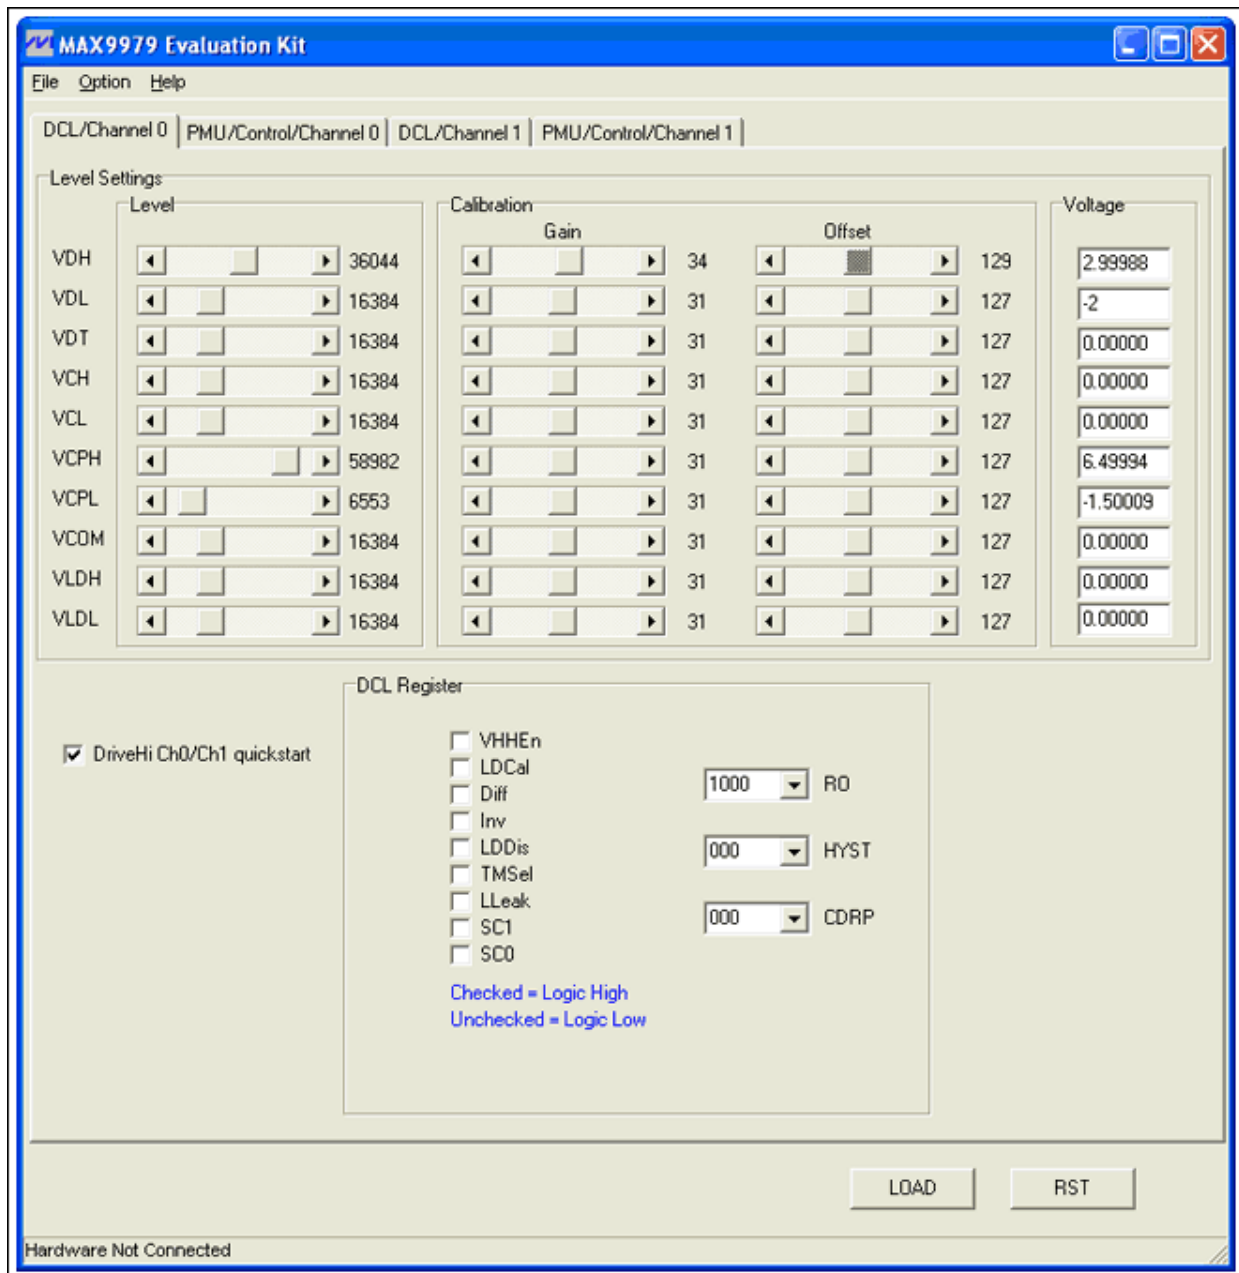 MAX9979 Evaluation Kit
File Option Help
DCL/Channel 0 PMU/Control/Channel 0 DCL/Channel 1 PMU/Control/Channel 1
Level Settings
Level Calibration Voltage
Gain Offset
VDH 36044 34 129 2.99988
VDL 16384 31 127 -2
VDT 16384 31 127 0.00000
VCH 16384 31 127 0.00000
VCL 16384 31 127 0.00000
VCPH 58982 31 127 6.49994
VCPL 6553 31 127 -1.50009
VCOM 16384 31 127 0.00000
VLDH 16384 31 127 0.00000
VLDL 16384 31 127 0.00000
DCL Register
DriveHi Ch0/Ch1 quickstart
VHHEn
LDCal
Diff
Inv
LDDis
TMSel
LLeak
SC1
SC0
1000 RO
000 HYST
000 CDRP
Checked = Logic High
Unchecked = Logic Low
LOAD RST
Hardware Not Connected